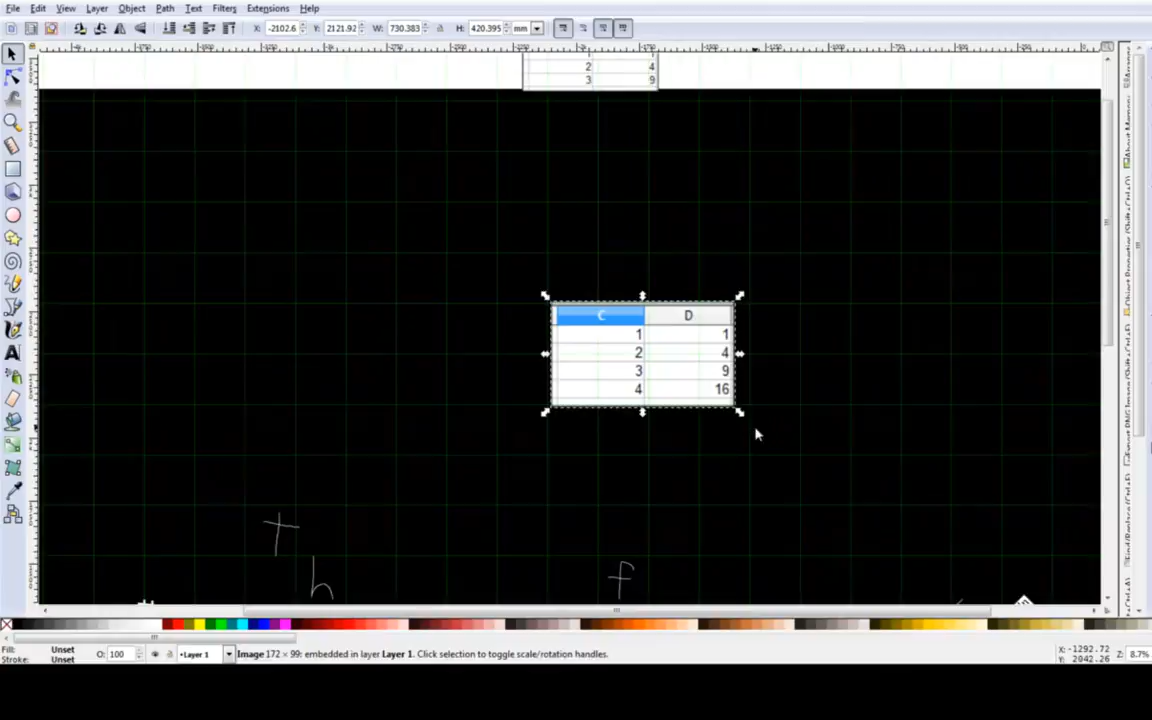 File Edit View Layer Object Path Text Filters Extensions Help
X: -2102.6 Y: 2121.92 W: 730.383 H: 420.395 mm
2 4
3 9
C D
1 1
2 4
3 9
4 16
t
h
f
Fill: Unset
Stroke: Unset
O: 100
Layer 1
Image 172 × 99: embedded in layer Layer 1. Click selection to toggle scale/rotation handles.
X: -1292.72
Y: 2042.26
Z: 8.7%